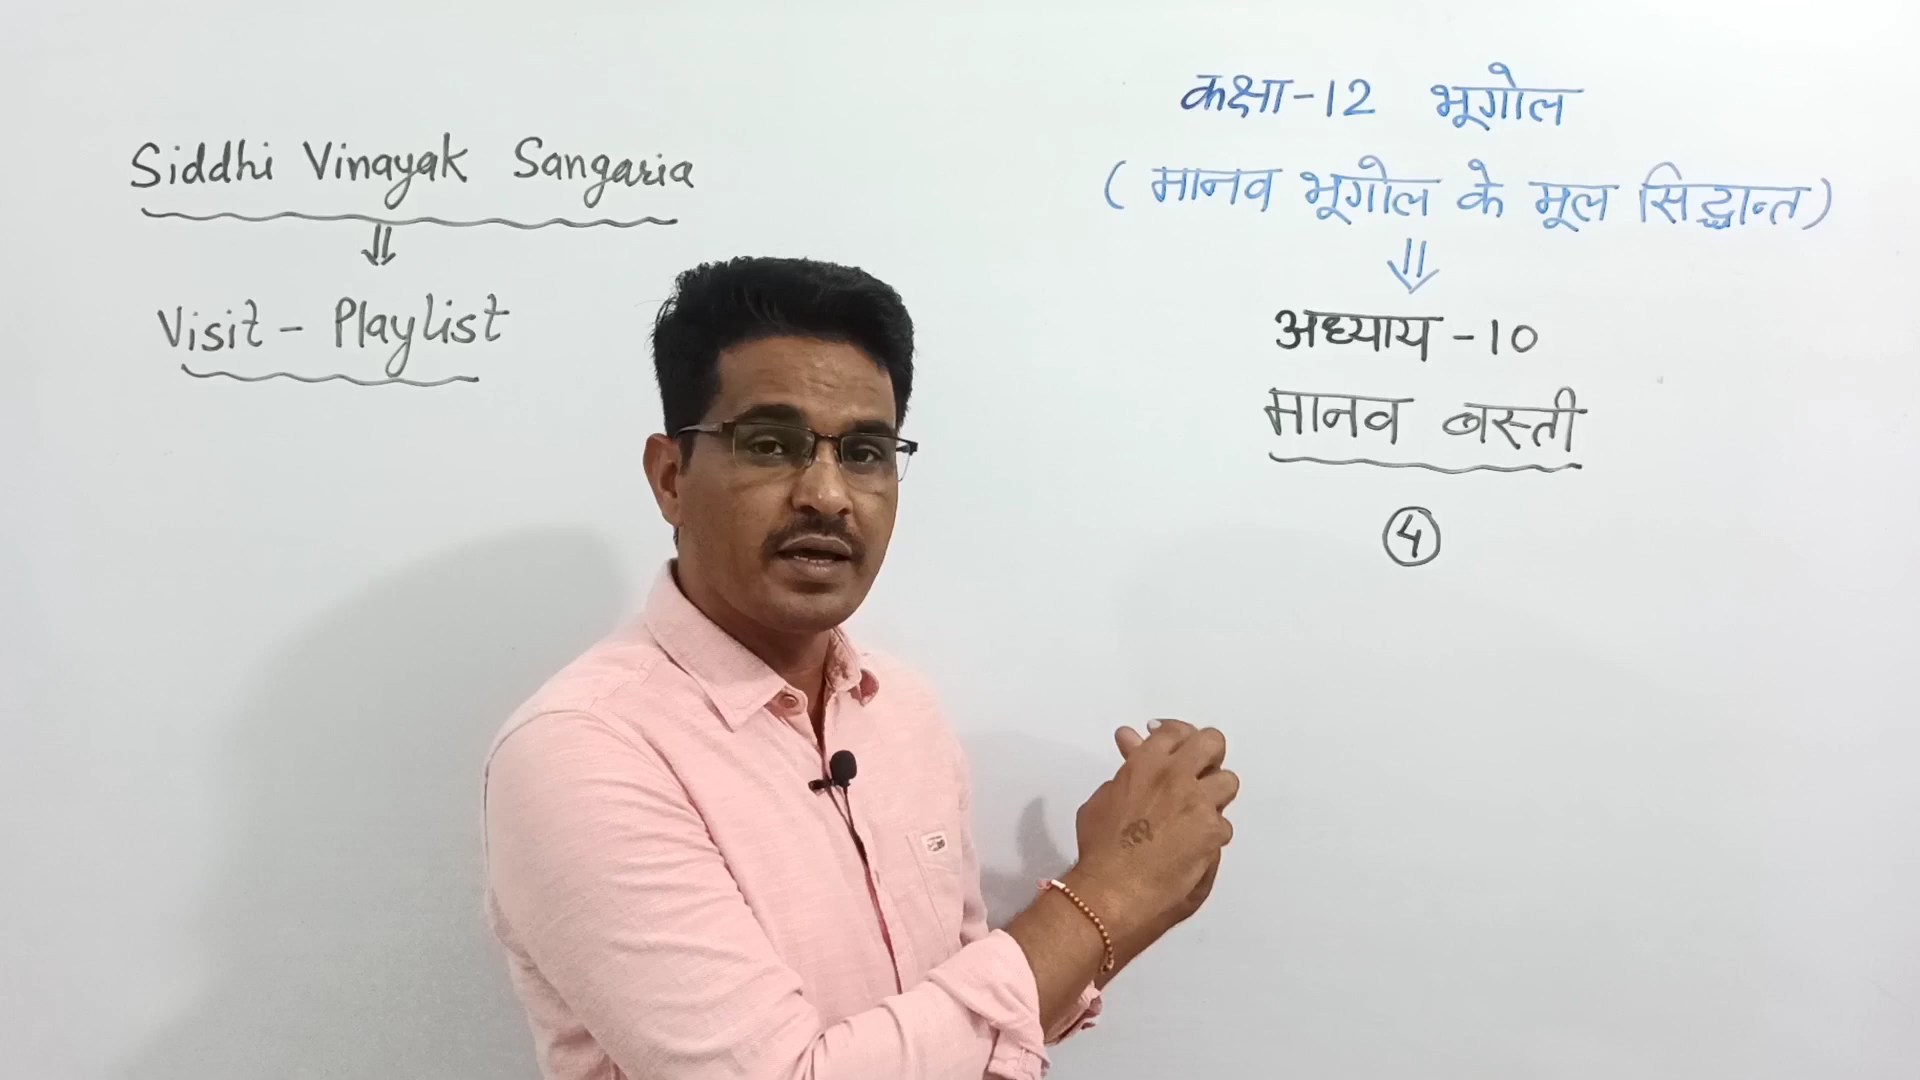 Siddhi Vinayak Sangaria
Visit - Playlist
कक्षा-12 भूगोल
(मानव भूगोल के मूल सिद्धान्त)
अध्याय-10
मानव बस्ती
4